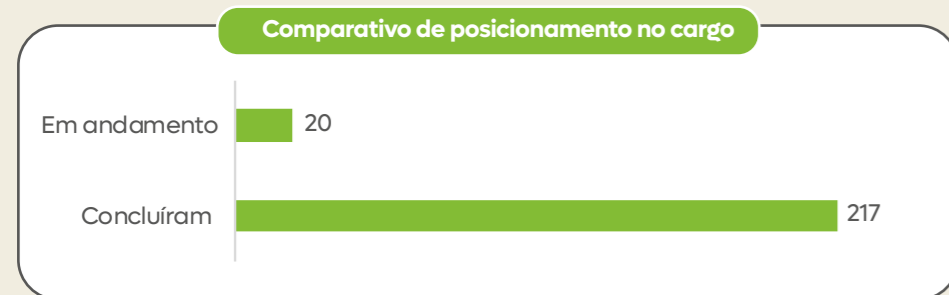 Comparativo de posicionamento no cargo
Em andamento 20
Concluíram 217